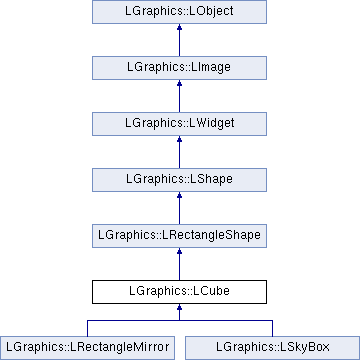 LGraphics::LObject
LGraphics::LImage
LGraphics::LWidget
LGraphics::LShape
LGraphics::LRectangleShape
LGraphics::LCube
LGraphics::LRectangleMirror
LGraphics::LSkyBox